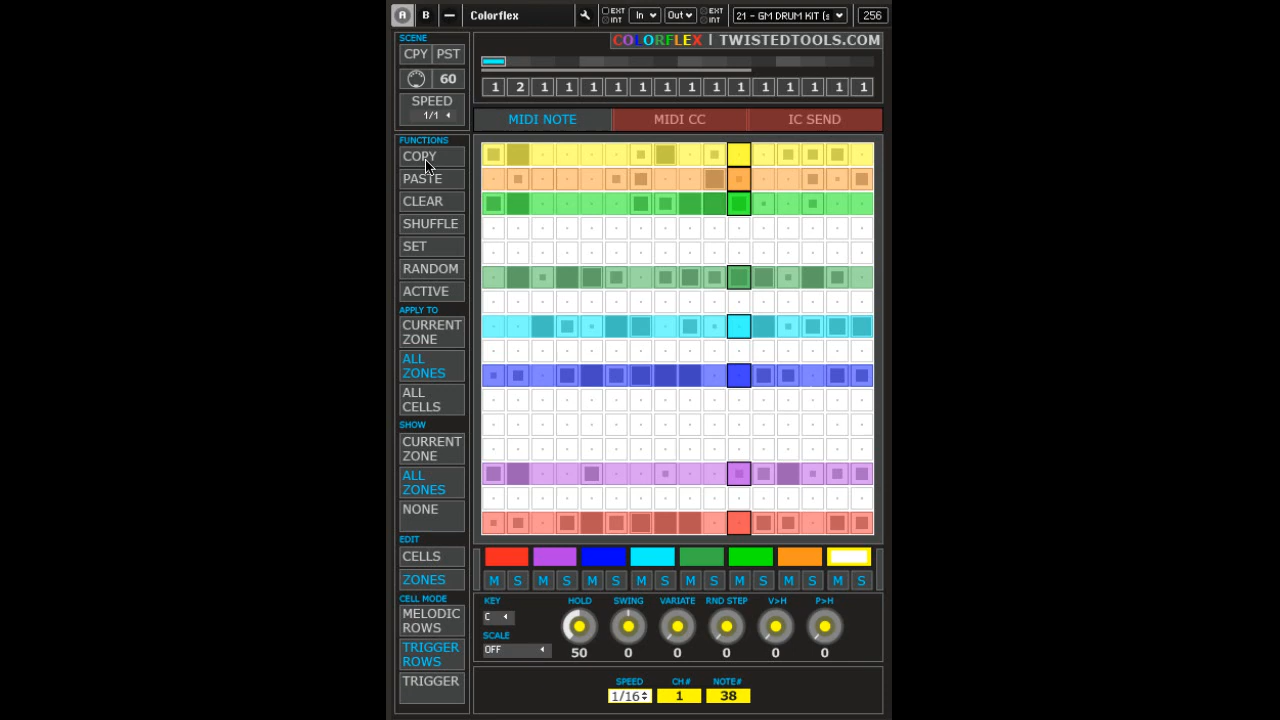 A B Colorflex EXT INT In Out EXT INT 21 - GM DRUM KIT (s 256
SCENE
CPY PST
60
SPEED
1/1
COLORFLEX | TWISTEDTOOLS.COM
1 2 1 1 1 1 1 1 1 1 1 1 1 1 1 1
MIDI NOTE MIDI CC IC SEND
FUNCTIONS
COPY
PASTE
CLEAR
SHUFFLE
SET
RANDOM
ACTIVE
APPLY TO
CURRENT
ZONE
ALL
ZONES
ALL
CELLS
SHOW
CURRENT
ZONE
ALL
ZONES
NONE
EDIT
CELLS
ZONES
CELL MODE
MELODIC
ROWS
TRIGGER
ROWS
TRIGGER
M S M S M S M S M S M S M S M S
KEY
C
SCALE
OFF
HOLD SWING VARIATE RND STEP V>H P>H
50 0 0 0 0 0
SPEED CH# NOTE#
1/16 1 38